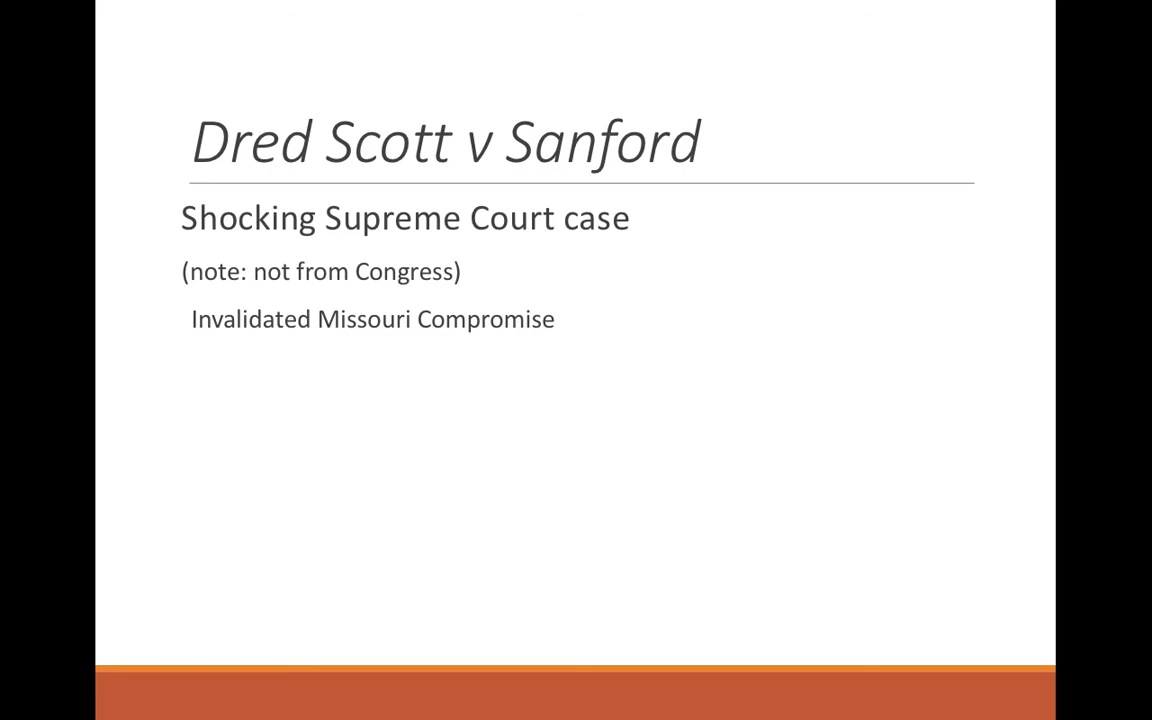 Dred Scott v Sanford
Shocking Supreme Court case
(note: not from Congress)
Invalidated Missouri Compromise